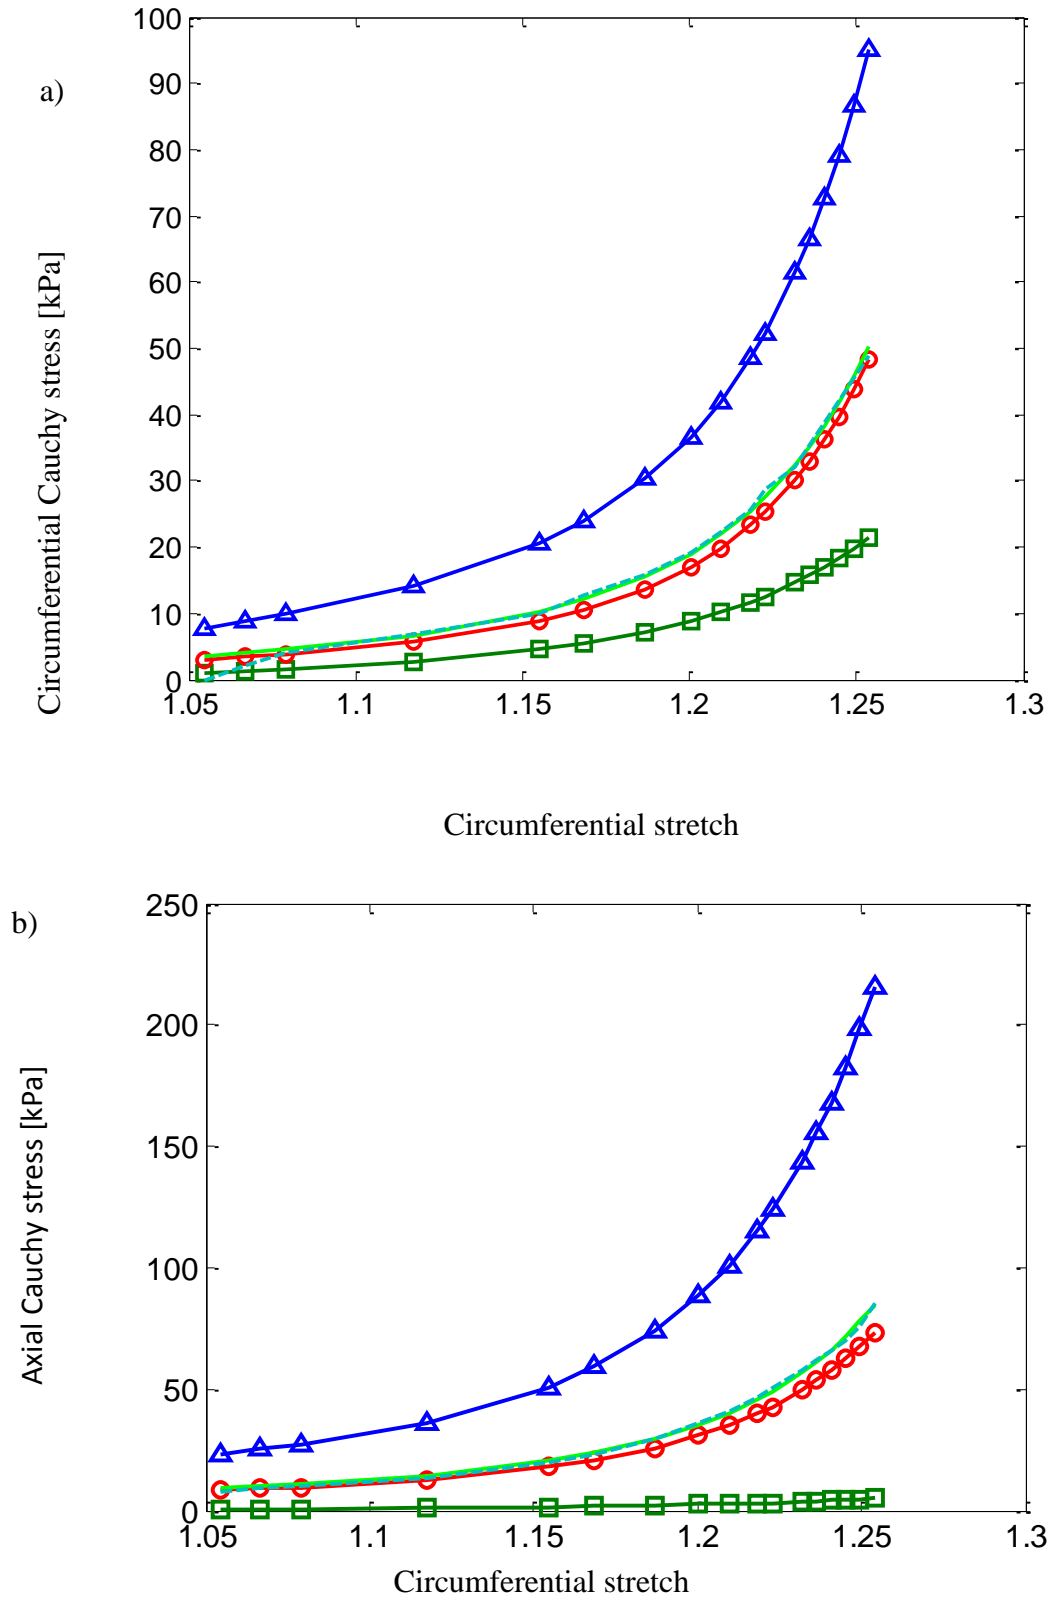 a)
Circumferential Cauchy stress [kPa]
100
90
80
70
60
50
40
30
20
10
0
1.05 1.1 1.15 1.2 1.25 1.3
Circumferential stretch
b)
Axial Cauchy stress [kPa]
250
200
150
100
50
0
1.05 1.1 1.15 1.2 1.25 1.3
Circumferential stretch